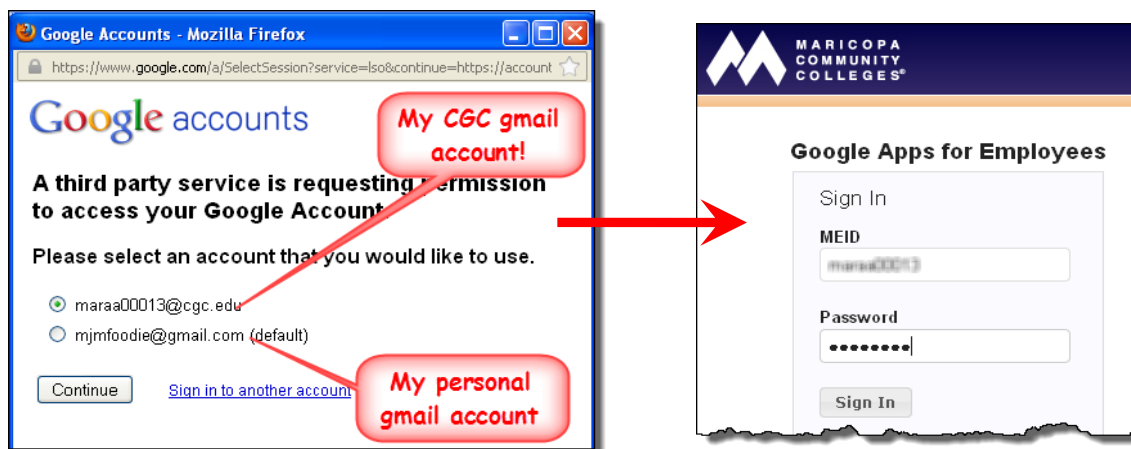 Google Accounts - Mozilla Firefox
https://www.google.com/a/SelectSession?service=lso&continue=https://account
Google accounts
My CGC gmail
account!
A third party service is requesting permission
to access your Google Account.
Please select an account that you would like to use.
maraa00013@cgc.edu
mjmfoodie@gmail.com (default)
Continue
Sign in to another account
My personal
gmail account
MARICOPA
COMMUNITY
COLLEGES®
Google Apps for Employees
Sign In
MEID
Password
Sign In